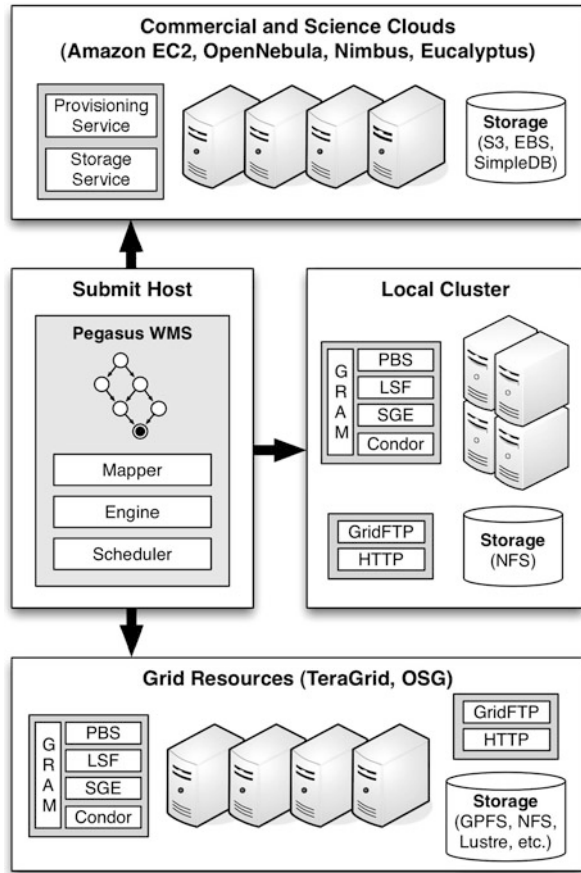 Commercial and Science Clouds
(Amazon EC2, OpenNebula, Nimbus, Eucalyptus)
Provisioning
Service
Storage
Service
Storage
(S3, EBS,
SimpleDB)
Submit Host
Pegasus WMS
Mapper
Engine
Scheduler
Local Cluster
GRAM
PBS
LSF
SGE
Condor
GridFTP
HTTP
Storage
(NFS)
Grid Resources (TeraGrid, OSG)
GRAM
PBS
LSF
SGE
Condor
GridFTP
HTTP
Storage
(GPFS, NFS,
Lustre, etc.)